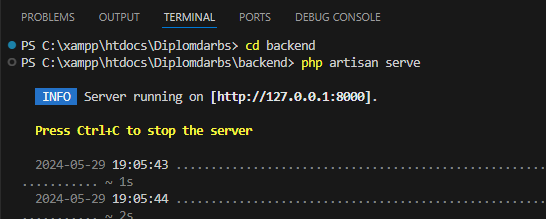 PROBLEMS OUTPUT TERMINAL PORTS DEBUG CONSOLE
PS C:\xampp\htdocs\Diplomdarbs> cd backend
PS C:\xampp\htdocs\Diplomdarbs\backend> php artisan serve
INFO Server running on [http://127.0.0.1:8000].
Press Ctrl+C to stop the server
2024-05-29 19:05:43 ......................................................
........... ~ 1s
2024-05-29 19:05:44 ......................................................
........... ~ 2s